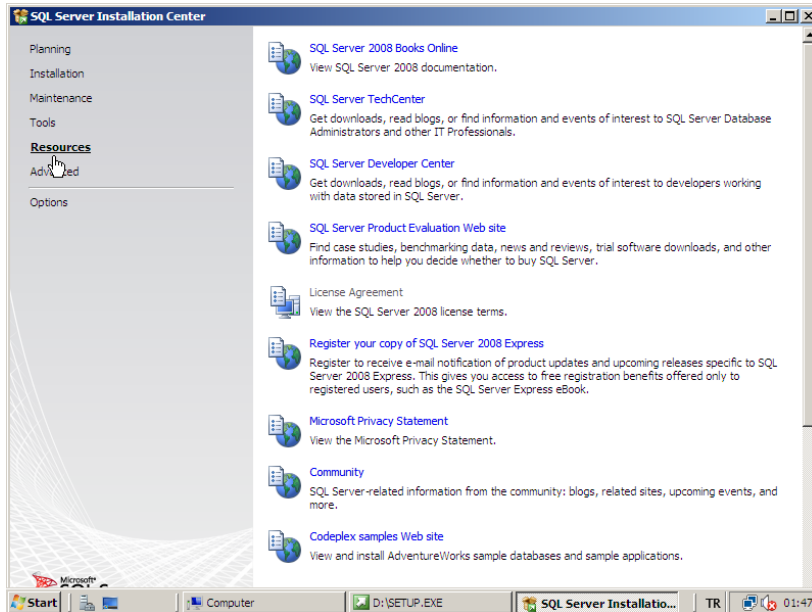 SQL Server Installation Center
Planning
Installation
Maintenance
Tools
Resources
Advanced
Options
SQL Server 2008 Books Online
View SQL Server 2008 documentation.
SQL Server TechCenter
Get downloads, read blogs, or find information and events of interest to SQL Server Database
Administrators and other IT Professionals.
SQL Server Developer Center
Get downloads, read blogs, or find information and events of interest to developers working
with data stored in SQL Server.
SQL Server Product Evaluation Web site
Find case studies, benchmarking data, news and reviews, trial software downloads, and other
information to help you decide whether to buy SQL Server.
License Agreement
View the SQL Server 2008 license terms.
Register your copy of SQL Server 2008 Express
Register to receive e-mail notification of product updates and upcoming releases specific to SQL
Server 2008 Express. This gives you access to free registration benefits offered only to
registered users, such as the SQL Server Express eBook.
Microsoft Privacy Statement
View the Microsoft Privacy Statement.
Community
SQL Server-related information from the community: blogs, related sites, upcoming events, and
more.
Codeplex samples Web site
View and install AdventureWorks sample databases and sample applications.
Microsoft
Start
Computer
D:\SETUP.EXE
SQL Server Installatio...
TR
01:47